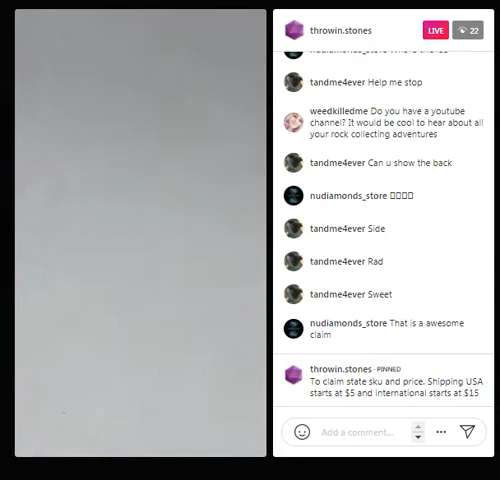 throwin.stones
LIVE
22
tandme4ever Help me stop
weedkilledme Do you have a youtube
channel? It would be cool to hear about all
your rock collecting adventures
tandme4ever Can u show the back
nudiamonds_store
tandme4ever Side
tandme4ever Rad
tandme4ever Sweet
nudiamonds_store That is a awesome
claim
throwin.stones · PINNED
To claim state sku and price. Shipping USA
starts at $5 and international starts at $15
Add a comment...